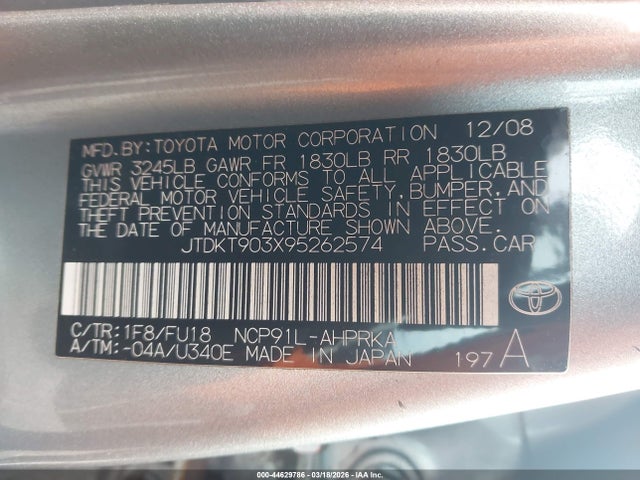 MFD.BY:TOYOTA MOTOR CORPORATION 12/08
GVWR 3245LB GAWR FR 1830LB RR 1830LB
THIS VEHICLE CONFORMS TO ALL APPLICABLE
FEDERAL MOTOR VEHICLE SAFETY,BUMPER,AND
THEFT PREVENTION STANDARDS IN EFFECT ON
THE DATE OF MANUFACTURE SHOWN ABOVE.
JTDKT903X95262574 PASS.CAR
C/TR:1F8/FU18 NCP91L-AHPRKA
A/TM:-04A/U340E MADE IN JAPAN 197A
000-44629786 - 03/18/2026 - IAA Inc.